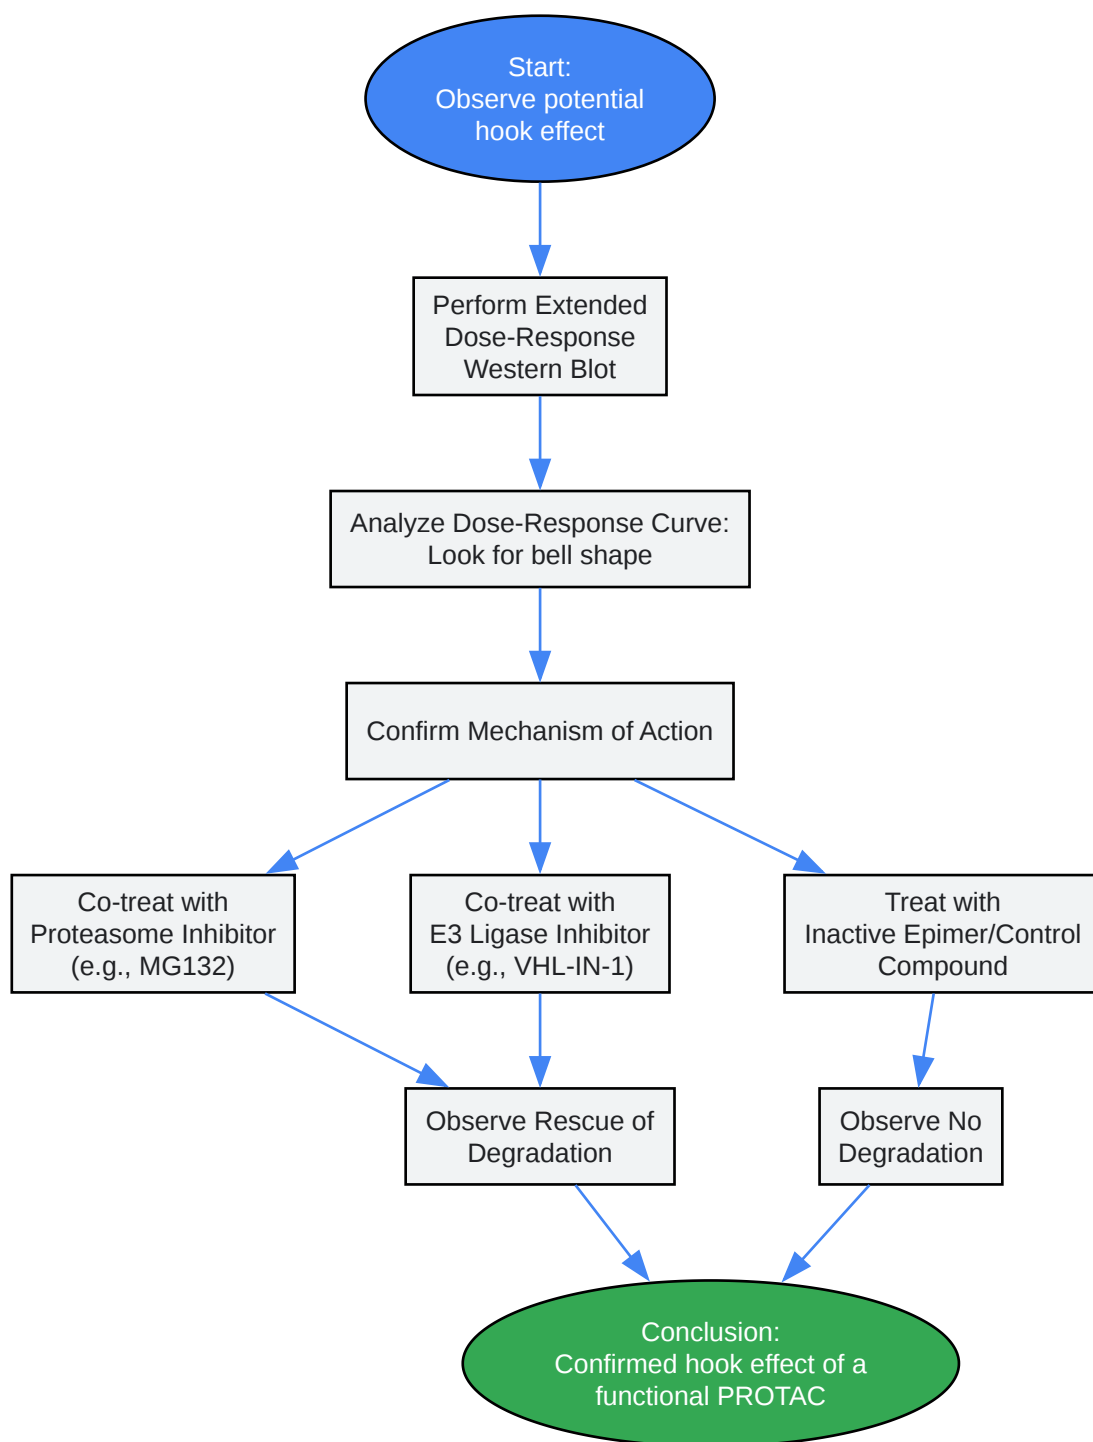 Start:
Observe potential
hook effect
Perform Extended
Dose-Response
Western Blot
Analyze Dose-Response Curve:
Look for bell shape
Confirm Mechanism of Action
Co-treat with
Proteasome Inhibitor
(e.g., MG132)
Co-treat with
E3 Ligase Inhibitor
(e.g., VHL-IN-1)
Treat with
Inactive Epimer/Control
Compound
Observe Rescue of
Degradation
Observe No
Degradation
Conclusion:
Confirmed hook effect of a
functional PROTAC